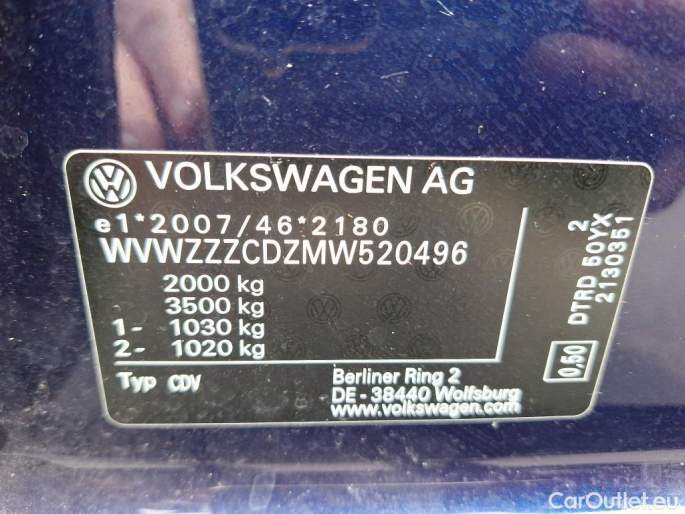 VOLKSWAGEN AG
e1*2007/46*2180
WVWZZZCDZMW520496
2000 kg
3500 kg
1- 1030 kg
2- 1020 kg
Typ CDV
Berliner Ring 2
DE - 38440 Wolfsburg
www.volkswagen.com
0,50
2
DTRD 50YX
2130351
CarOutlet.eu